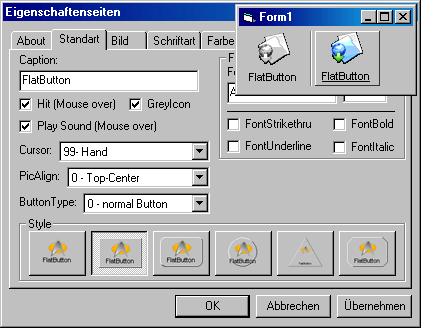 Eigenschaftenseiten
Form1
FlatButton
FlatButton
About
Standart
Bild
Schriftart
Farbe
Caption:
FlatButton
Hit (Mouse over)
GreyIcon
Play Sound (Mouse over)
FontStrikethru
FontBold
FontUnderline
FontItalic
Cursor:
99- Hand
PicAlign:
0 - Top-Center
ButtonType:
0 - normal Button
Style
FlatButton
FlatButton
FlatButton
FlatButton
FlatButton
FlatButton
OK
Abbrechen
Übernehmen